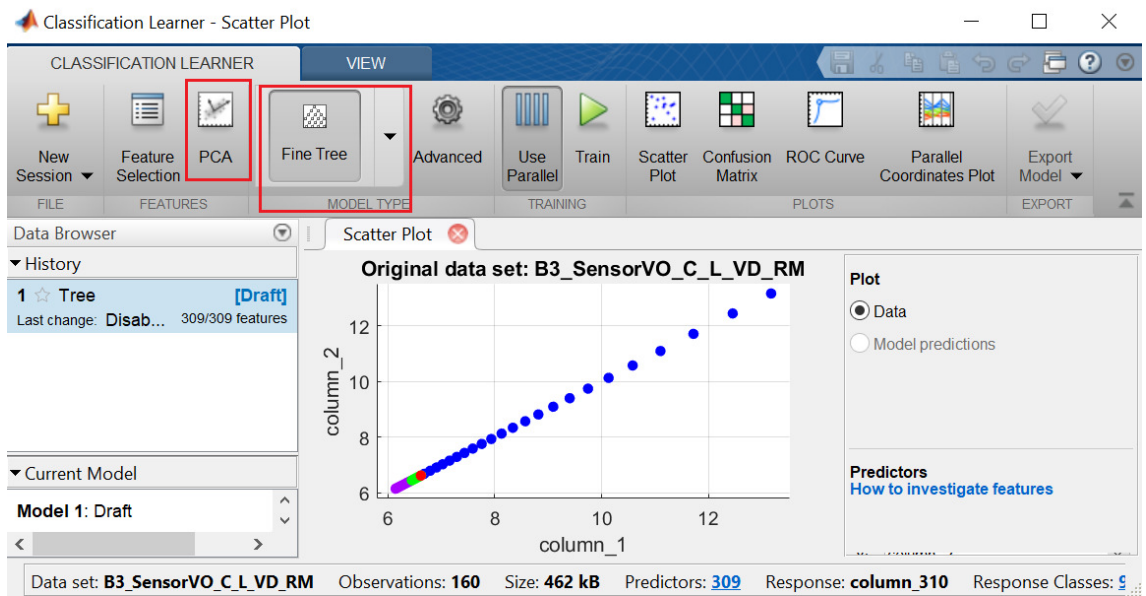 Classification Learner - Scatter Plot
CLASSIFICATION LEARNER VIEW
New Session
Feature Selection
PCA
Fine Tree
Advanced
Use Parallel
Train
Scatter Plot
Confusion Matrix
ROC Curve
Parallel Coordinates Plot
Export Model
FILE FEATURES MODEL TYPE TRAINING PLOTS EXPORT
Data Browser
History
1 Tree [Draft]
Last change: Disab... 309/309 features
Current Model
Model 1: Draft
Scatter Plot
Original data set: B3_SensorVO_C_L_VD_RM
column_2
12
10
8
6
6 8 10 12
column_1
Plot
Data
Model predictions
Predictors
How to investigate features
Data set: B3_SensorVO_C_L_VD_RM Observations: 160 Size: 462 kB Predictors: 309 Response: column_310 Response Classes: